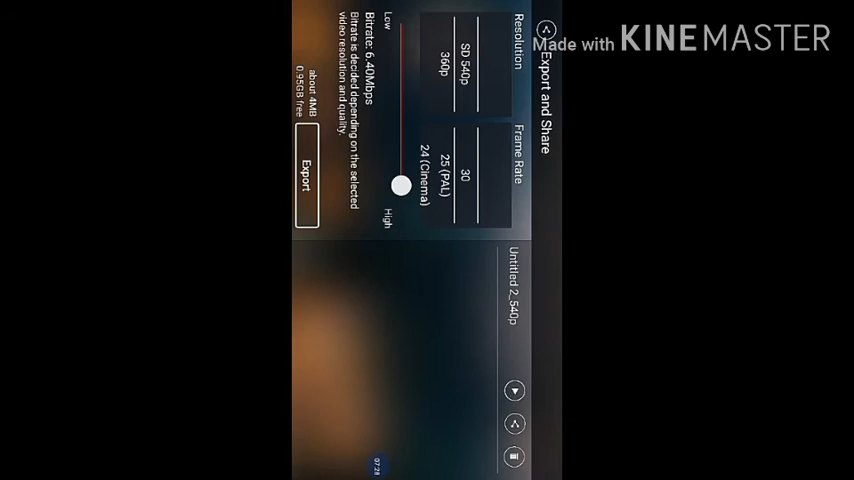 Made with KINEMASTER
Export and Share
Resolution
SD 540p
360p
Frame Rate
30
25 (PAL)
24 (Cinema)
Low
High
Bitrate: 6.40Mbps
Bitrate is decided depending on the selected
video resolution and quality.
about 4MB
0.95GB free
Export
Untitled 2_540p
07:28